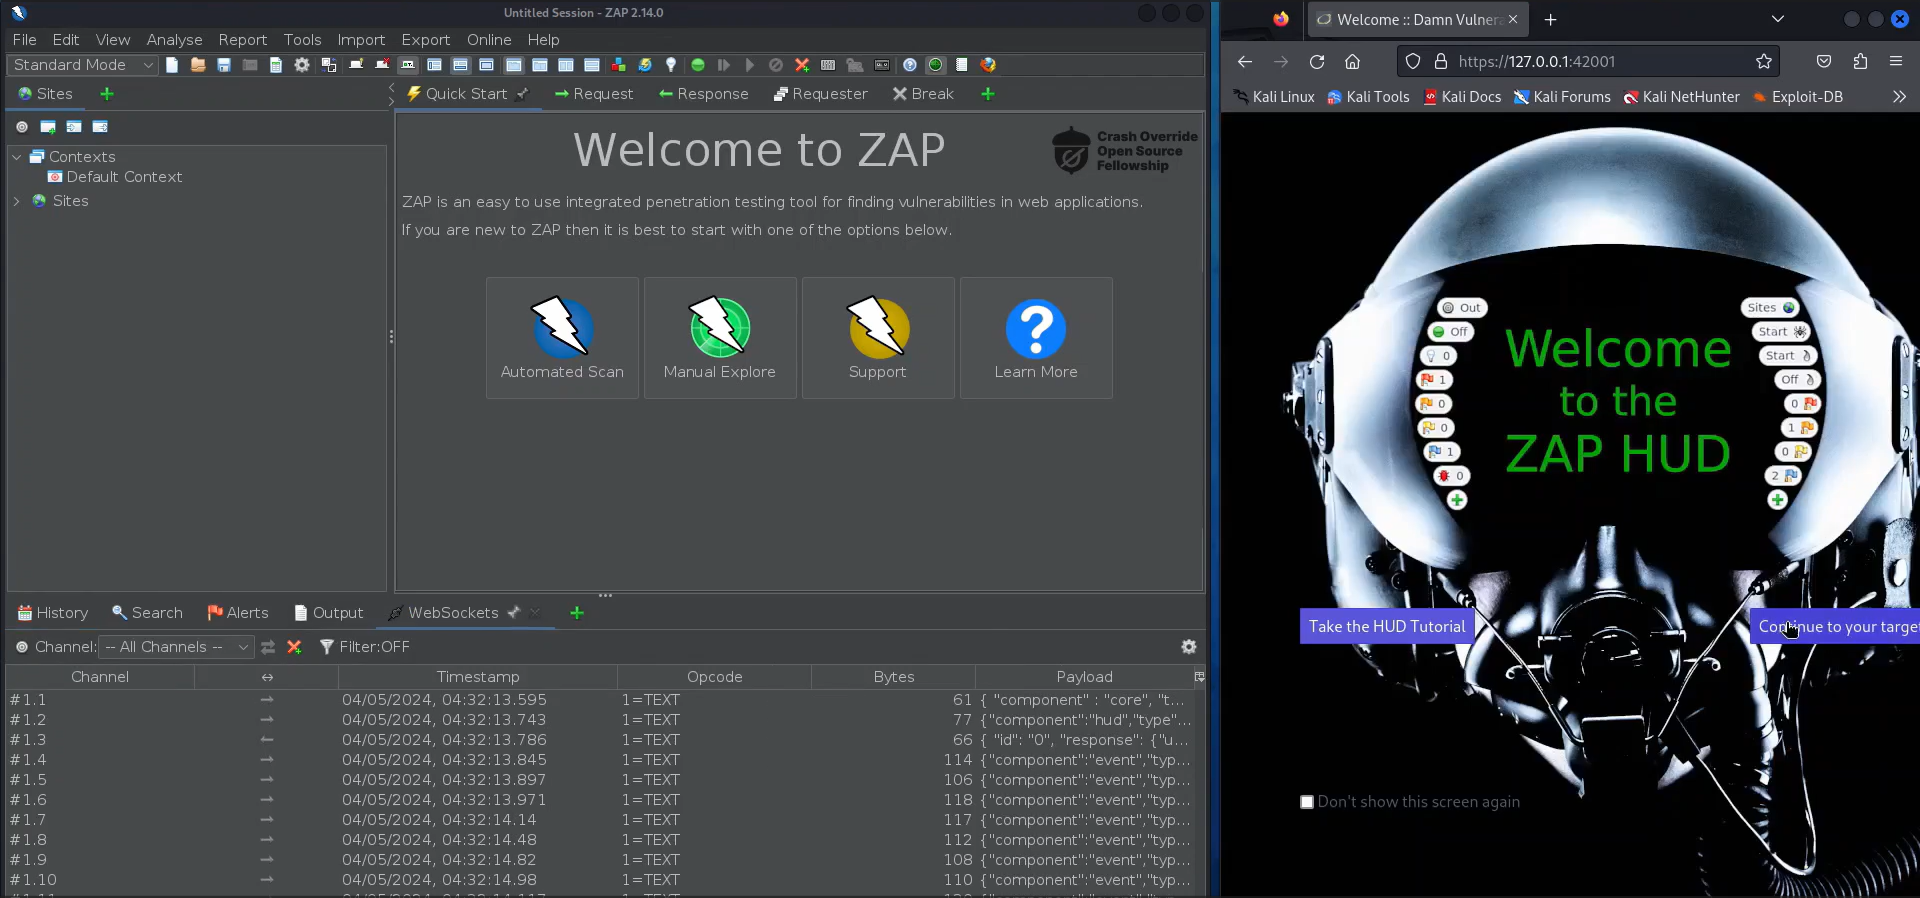 Untitled Session - ZAP 2.14.0
File Edit View Analyse Report Tools Import Export Online Help
Standard Mode
Sites
Quick Start Request Response Requester Break
Contexts
Default Context
Sites
Welcome to ZAP
Crash Override
Open Source
Fellowship
ZAP is an easy to use integrated penetration testing tool for finding vulnerabilities in web applications.
If you are new to ZAP then it is best to start with one of the options below.
Automated Scan Manual Explore Support Learn More
History Search Alerts Output WebSockets
Channel: -- All Channels -- Filter:OFF
Channel Timestamp Opcode Bytes Payload
#1.1 04/05/2024, 04:32:13.595 1=TEXT 61 { "component" : "core", "t...
#1.2 04/05/2024, 04:32:13.743 1=TEXT 77 {"component":"hud","type"...
#1.3 04/05/2024, 04:32:13.786 1=TEXT 66 { "id": "0", "response": {"u...
#1.4 04/05/2024, 04:32:13.845 1=TEXT 114 {"component":"event","typ...
#1.5 04/05/2024, 04:32:13.897 1=TEXT 106 {"component":"event","typ...
#1.6 04/05/2024, 04:32:13.971 1=TEXT 118 {"component":"event","typ...
#1.7 04/05/2024, 04:32:14.14 1=TEXT 117 {"component":"event","typ...
#1.8 04/05/2024, 04:32:14.48 1=TEXT 112 {"component":"event","typ...
#1.9 04/05/2024, 04:32:14.82 1=TEXT 108 {"component":"event","typ...
#1.10 04/05/2024, 04:32:14.98 1=TEXT 110 {"component":"event","typ...
Welcome :: Damn Vulnera
https://127.0.0.1:42001
Kali Linux Kali Tools Kali Docs Kali Forums Kali NetHunter Exploit-DB
Out
Off
0
1
0
0
1
0
Welcome
to the
ZAP HUD
Sites
Start
Start
Off
0
1
0
2
Take the HUD Tutorial
Continue to your target
Don't show this screen again